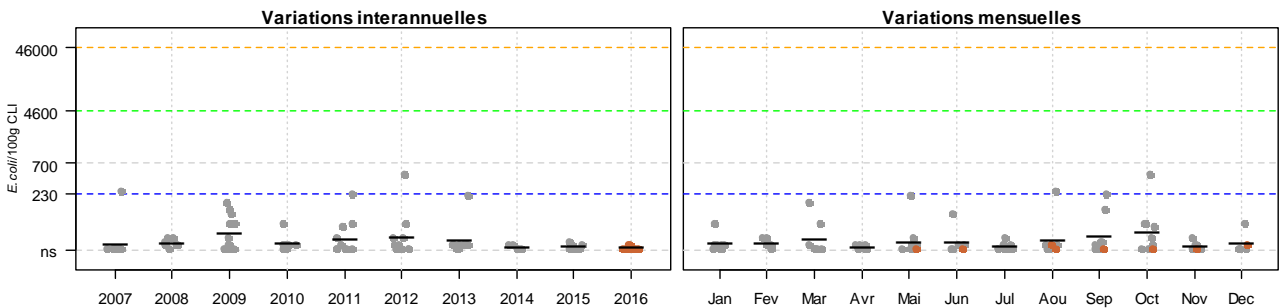 Variations interannuelles
Variations mensuelles
E.coli/100g CLI
46000
4600
700
230
ns
2007 2008 2009 2010 2011 2012 2013 2014 2015 2016
Jan Fev Mar Avr Mai Jun Jul Aou Sep Oct Nov Dec